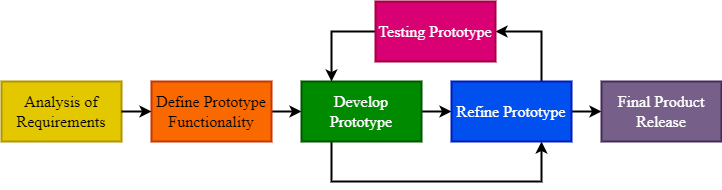 Testing Prototype
Analysis of
Requirements
Define Prototype
Functionality
Develop
Prototype
Refine Prototype
Final Product
Release